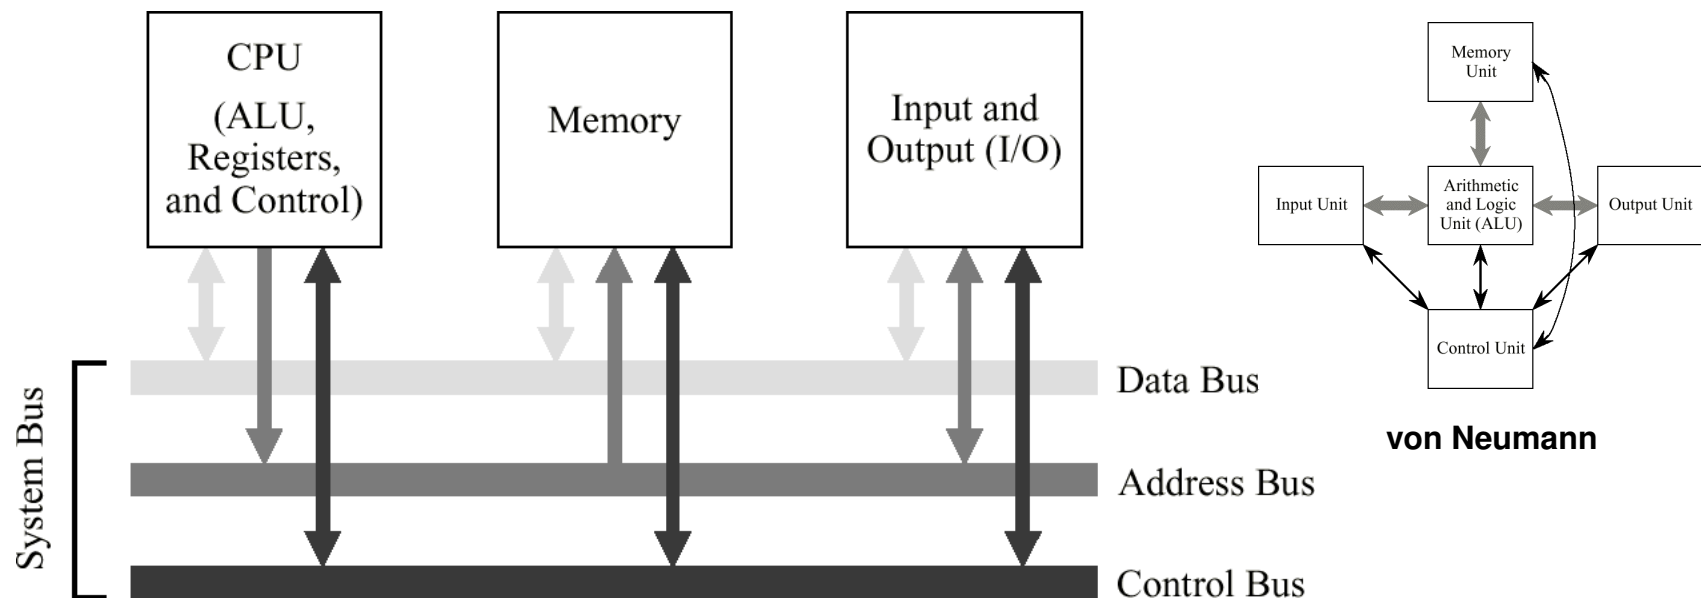 CPU
(ALU,
Registers,
and Control)
Memory
Input and
Output (I/O)
System Bus
Data Bus
Address Bus
Control Bus
Memory
Unit
Input Unit
Arithmetic
and Logic
Unit (ALU)
Output Unit
Control Unit
von Neumann